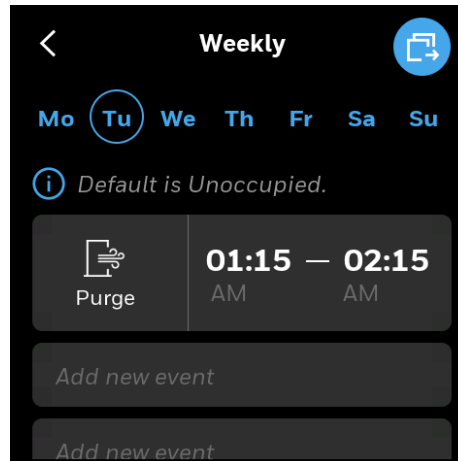 Weekly
Mo Tu We Th Fr Sa Su
Default is Unoccupied.
Purge 01:15 AM — 02:15 AM
Add new event
Add new event